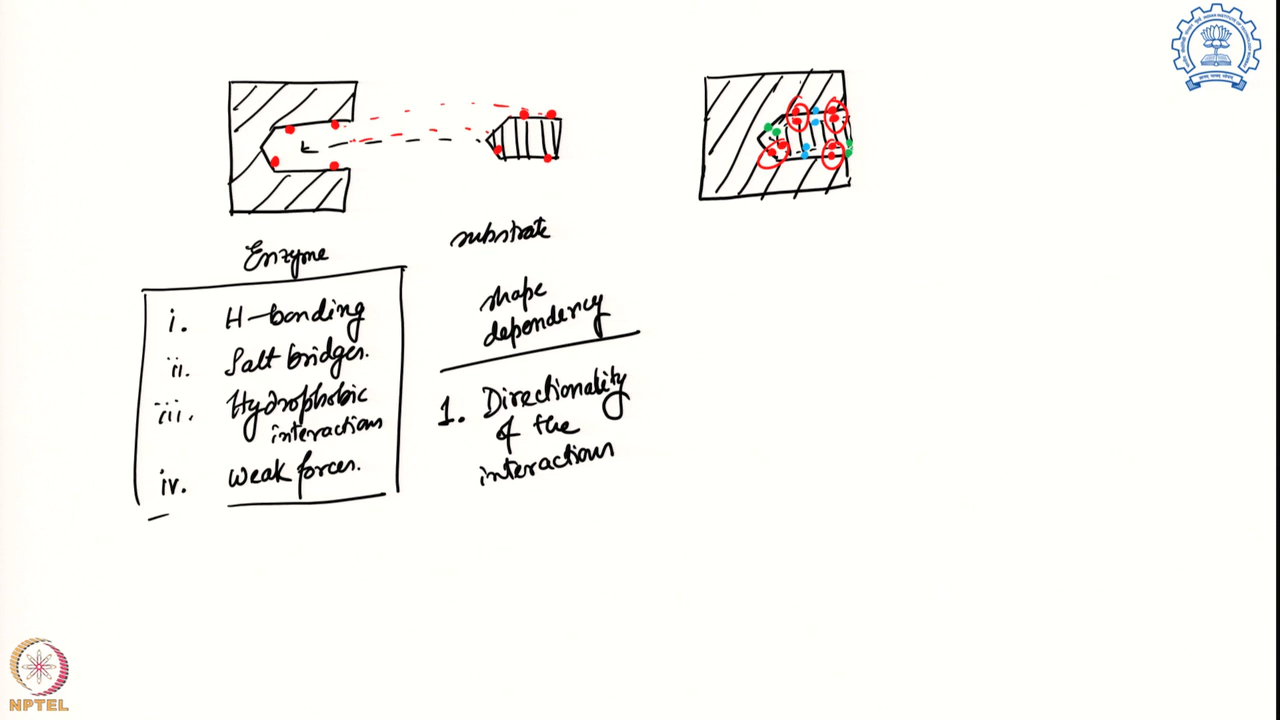 Enzyme
substrate
i. H-bonding
ii. Salt bridges.
iii. Hydrophobic
interactions
iv. weak forces.
shape
dependency
1. Directionality
of the
interactions
NPTEL